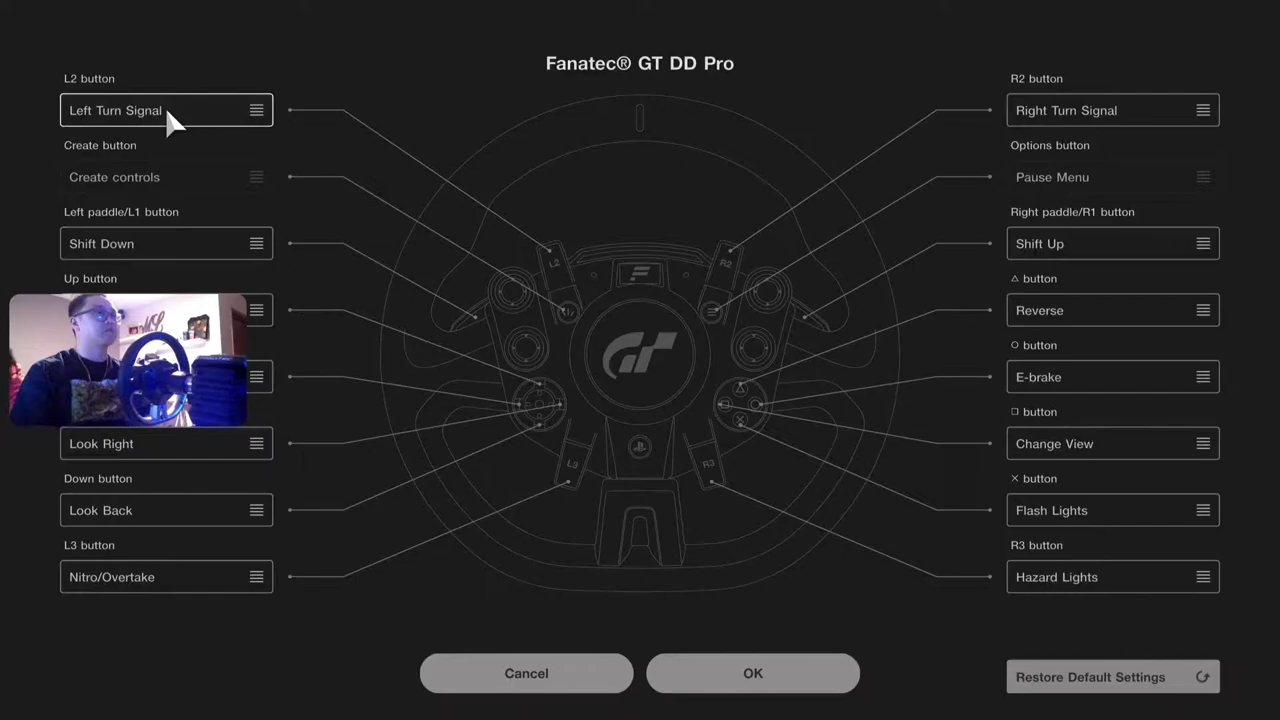 Fanatec® GT DD Pro
L2 button
Left Turn Signal
Create button
Create controls
Left paddle/L1 button
Shift Down
Up button
Look Right
Down button
Look Back
L3 button
Nitro/Overtake
L2
R2
L3
R3
R2 button
Right Turn Signal
Options button
Pause Menu
Right paddle/R1 button
Shift Up
△ button
Reverse
○ button
E-brake
□ button
Change View
× button
Flash Lights
R3 button
Hazard Lights
Cancel
OK
Restore Default Settings